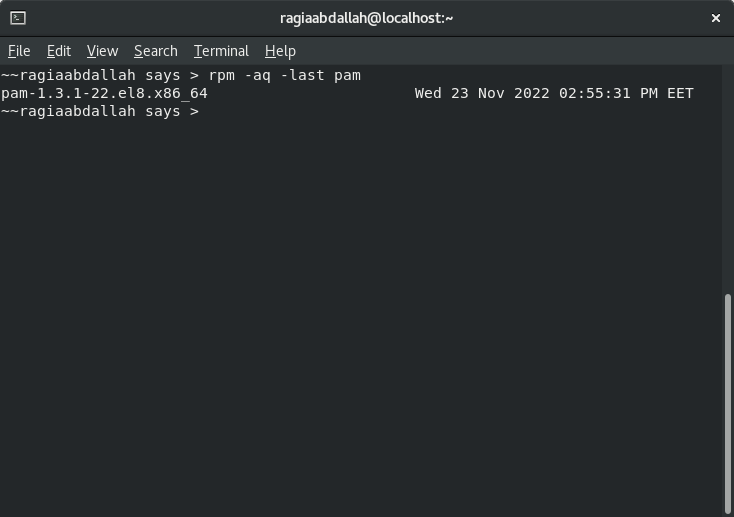 ragiaabdallah@localhost:~
File Edit View Search Terminal Help
~~ragiaabdallah says > rpm -aq -last pam
pam-1.3.1-22.el8.x86_64 Wed 23 Nov 2022 02:55:31 PM EET
~~ragiaabdallah says >